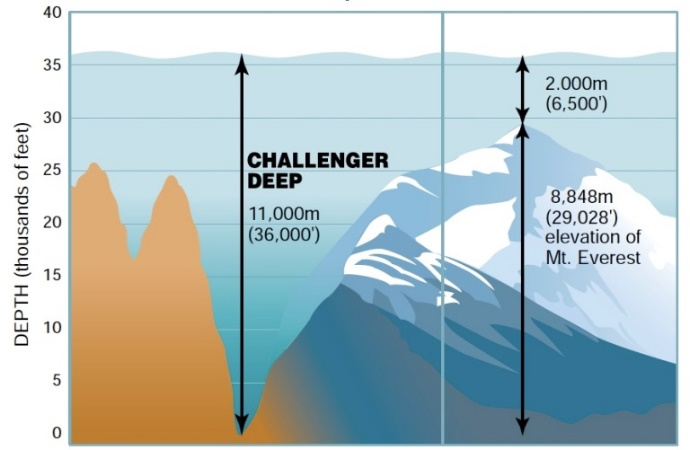 40
35
30
25
20
15
10
5
0
DEPTH (thousands of feet)
CHALLENGER
DEEP
11,000m
(36,000')
2.000m
(6,500')
8,848m
(29,028')
elevation of
Mt. Everest